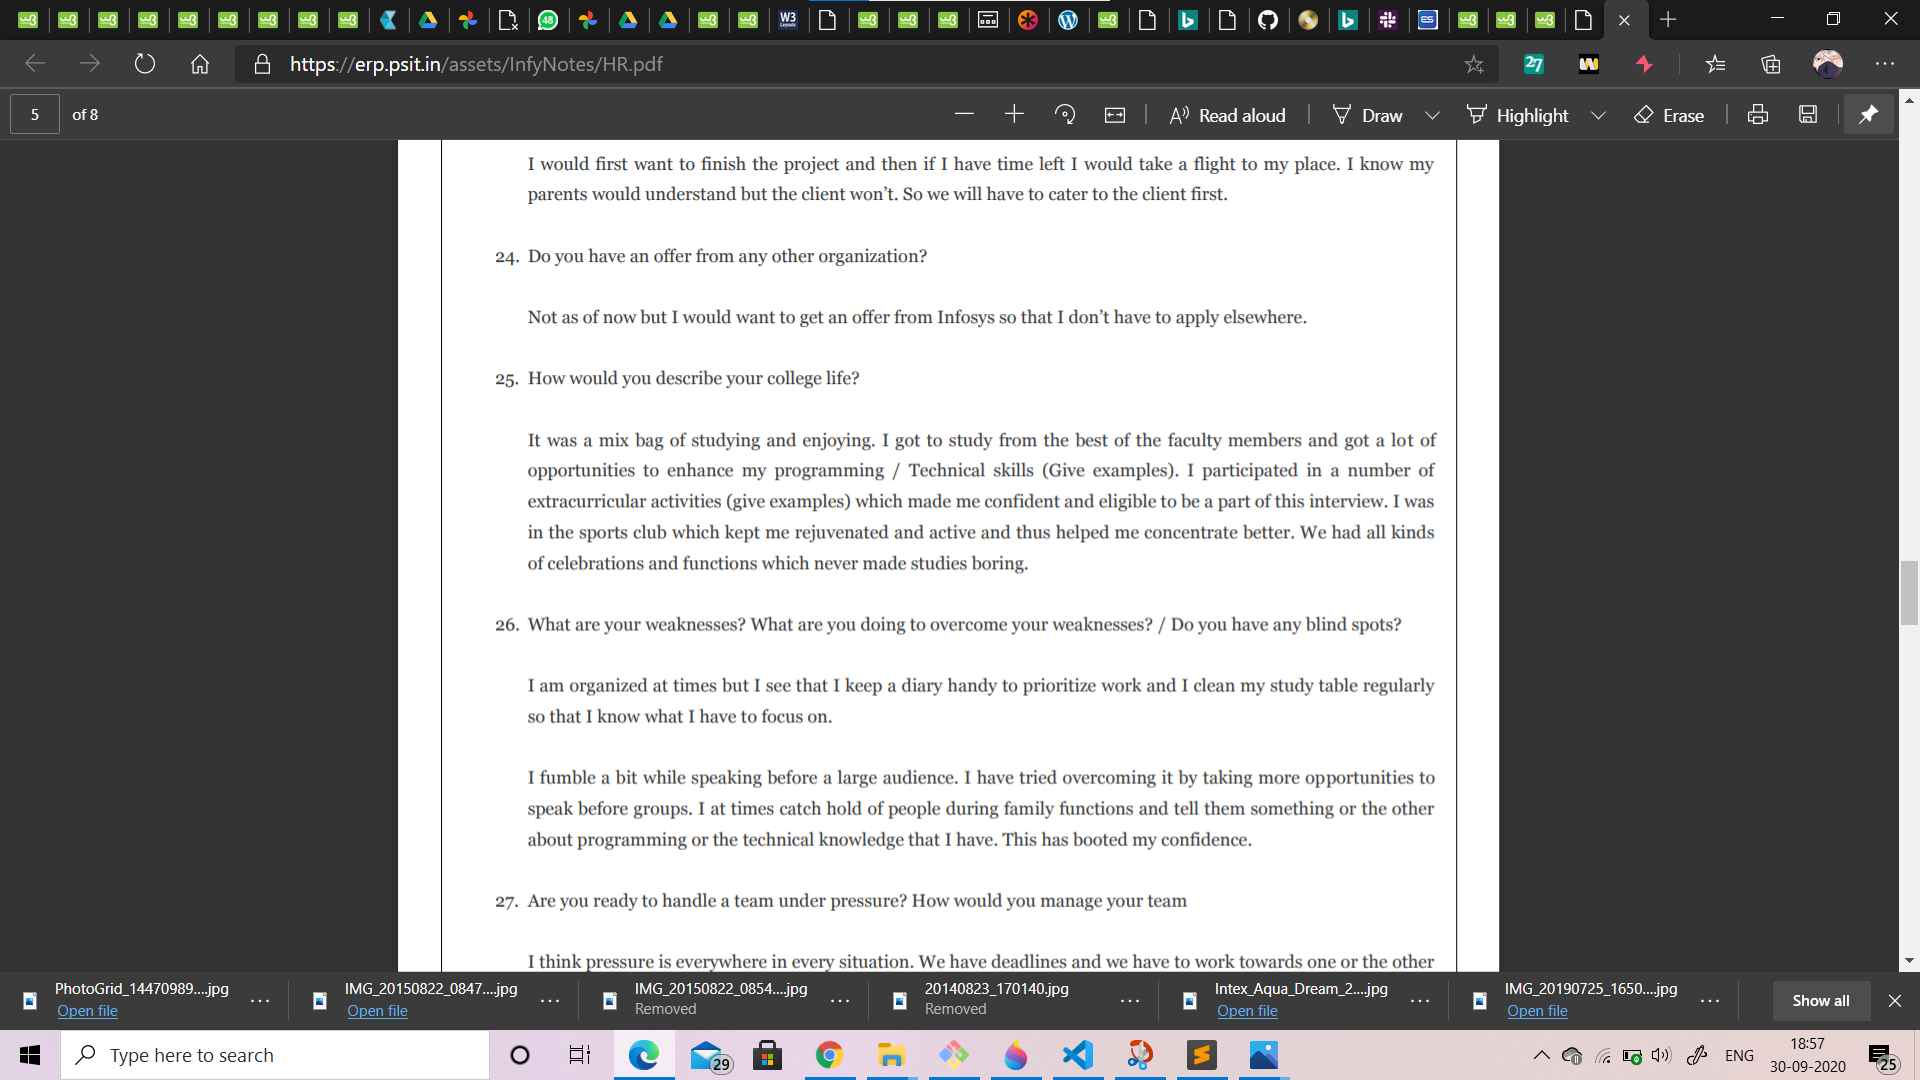 48
W3
ES
https://erp.psit.in/assets/InfyNotes/HR.pdf
27
5 of 8
Read aloud
Draw
Highlight
Erase
I would first want to finish the project and then if I have time left I would take a flight to my place. I know my
parents would understand but the client won’t. So we will have to cater to the client first.
24. Do you have an offer from any other organization?
Not as of now but I would want to get an offer from Infosys so that I don’t have to apply elsewhere.
25. How would you describe your college life?
It was a mix bag of studying and enjoying. I got to study from the best of the faculty members and got a lot of
opportunities to enhance my programming / Technical skills (Give examples). I participated in a number of
extracurricular activities (give examples) which made me confident and eligible to be a part of this interview. I was
in the sports club which kept me rejuvenated and active and thus helped me concentrate better. We had all kinds
of celebrations and functions which never made studies boring.
26. What are your weaknesses? What are you doing to overcome your weaknesses? / Do you have any blind spots?
I am organized at times but I see that I keep a diary handy to prioritize work and I clean my study table regularly
so that I know what I have to focus on.
I fumble a bit while speaking before a large audience. I have tried overcoming it by taking more opportunities to
speak before groups. I at times catch hold of people during family functions and tell them something or the other
about programming or the technical knowledge that I have. This has booted my confidence.
27. Are you ready to handle a team under pressure? How would you manage your team
I think pressure is everywhere in every situation. We have deadlines and we have to work towards one or the other
PhotoGrid_14470989....jpg
Open file
IMG_20150822_0847....jpg
Open file
IMG_20150822_0854....jpg
Removed
20140823_170140.jpg
Removed
Intex_Aqua_Dream_2....jpg
Open file
IMG_20190725_1650....jpg
Open file
Show all
Type here to search
29
ENG
18:57
30-09-2020
25